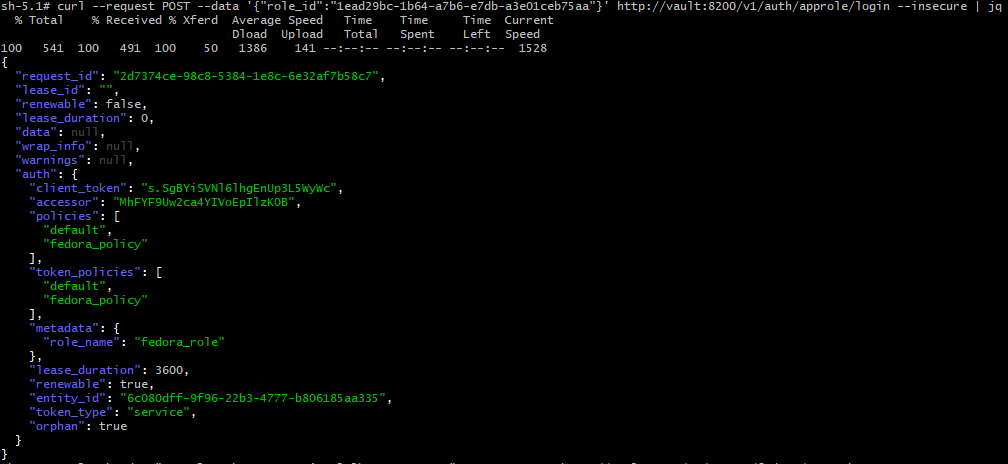 sh-5.1# curl --request POST --data '{"role_id":"1ead29bc-1b64-a7b6-e7db-a3e01ceb75aa"}' http://vault:8200/v1/auth/approle/login --insecure | jq
  % Total    % Received % Xferd  Average Speed   Time    Time     Time  Current
                                 Dload  Upload   Total   Spent    Left  Speed
100   541  100   491  100    50   1386    141 --:--:-- --:--:-- --:--:--  1528
{
  "request_id": "2d7374ce-98c8-5384-1e8c-6e32af7b58c7",
  "lease_id": "",
  "renewable": false,
  "lease_duration": 0,
  "data": null,
  "wrap_info": null,
  "warnings": null,
  "auth": {
    "client_token": "s.SgBYiSVNl6lhgEnUp3L5WyWc",
    "accessor": "MhFYF9Uw2ca4YIVoEpIlzKOB",
    "policies": [
      "default",
      "fedora_policy"
    ],
    "token_policies": [
      "default",
      "fedora_policy"
    ],
    "metadata": {
      "role_name": "fedora_role"
    },
    "lease_duration": 3600,
    "renewable": true,
    "entity_id": "6c080dff-9f96-22b3-4777-b806185aa335",
    "token_type": "service",
    "orphan": true
  }
}